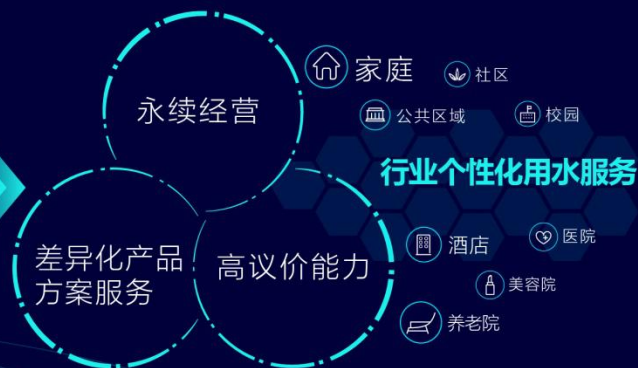 永续经营
差异化产品
方案服务
高议价能力
家庭
社区
公共区域
校园
行业个性化用水服务
酒店
医院
美容院
养老院